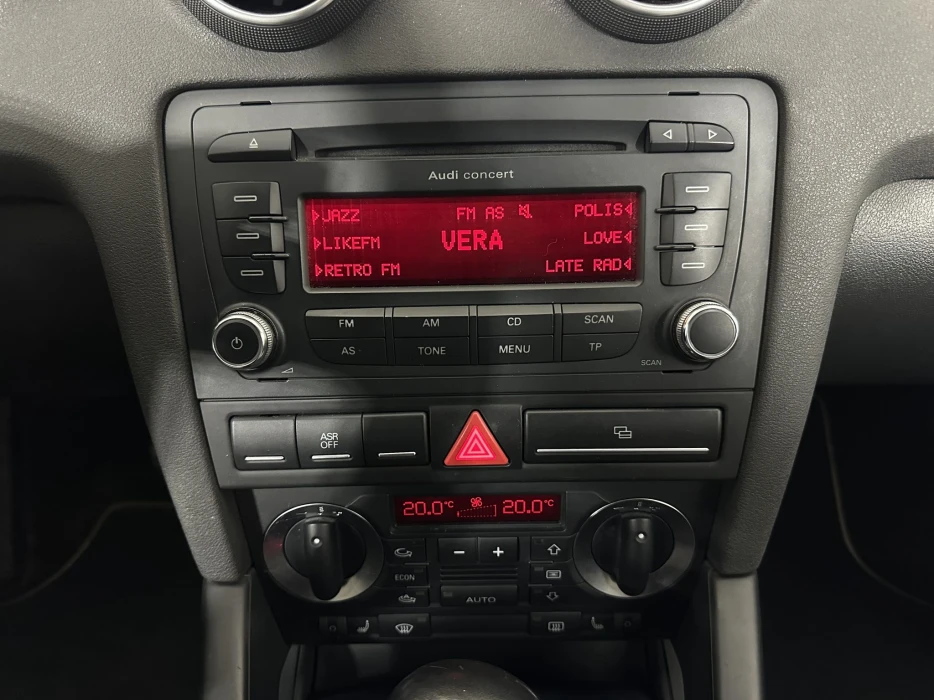 Audi concert
JAZZ FM AS POLIS
LIKEFM VERA LOVE
RETRO FM LATE RAD
FM AM CD SCAN
AS TONE MENU TP
SCAN
ASR
OFF
20.0°C 20.0°C
ECON
AUTO